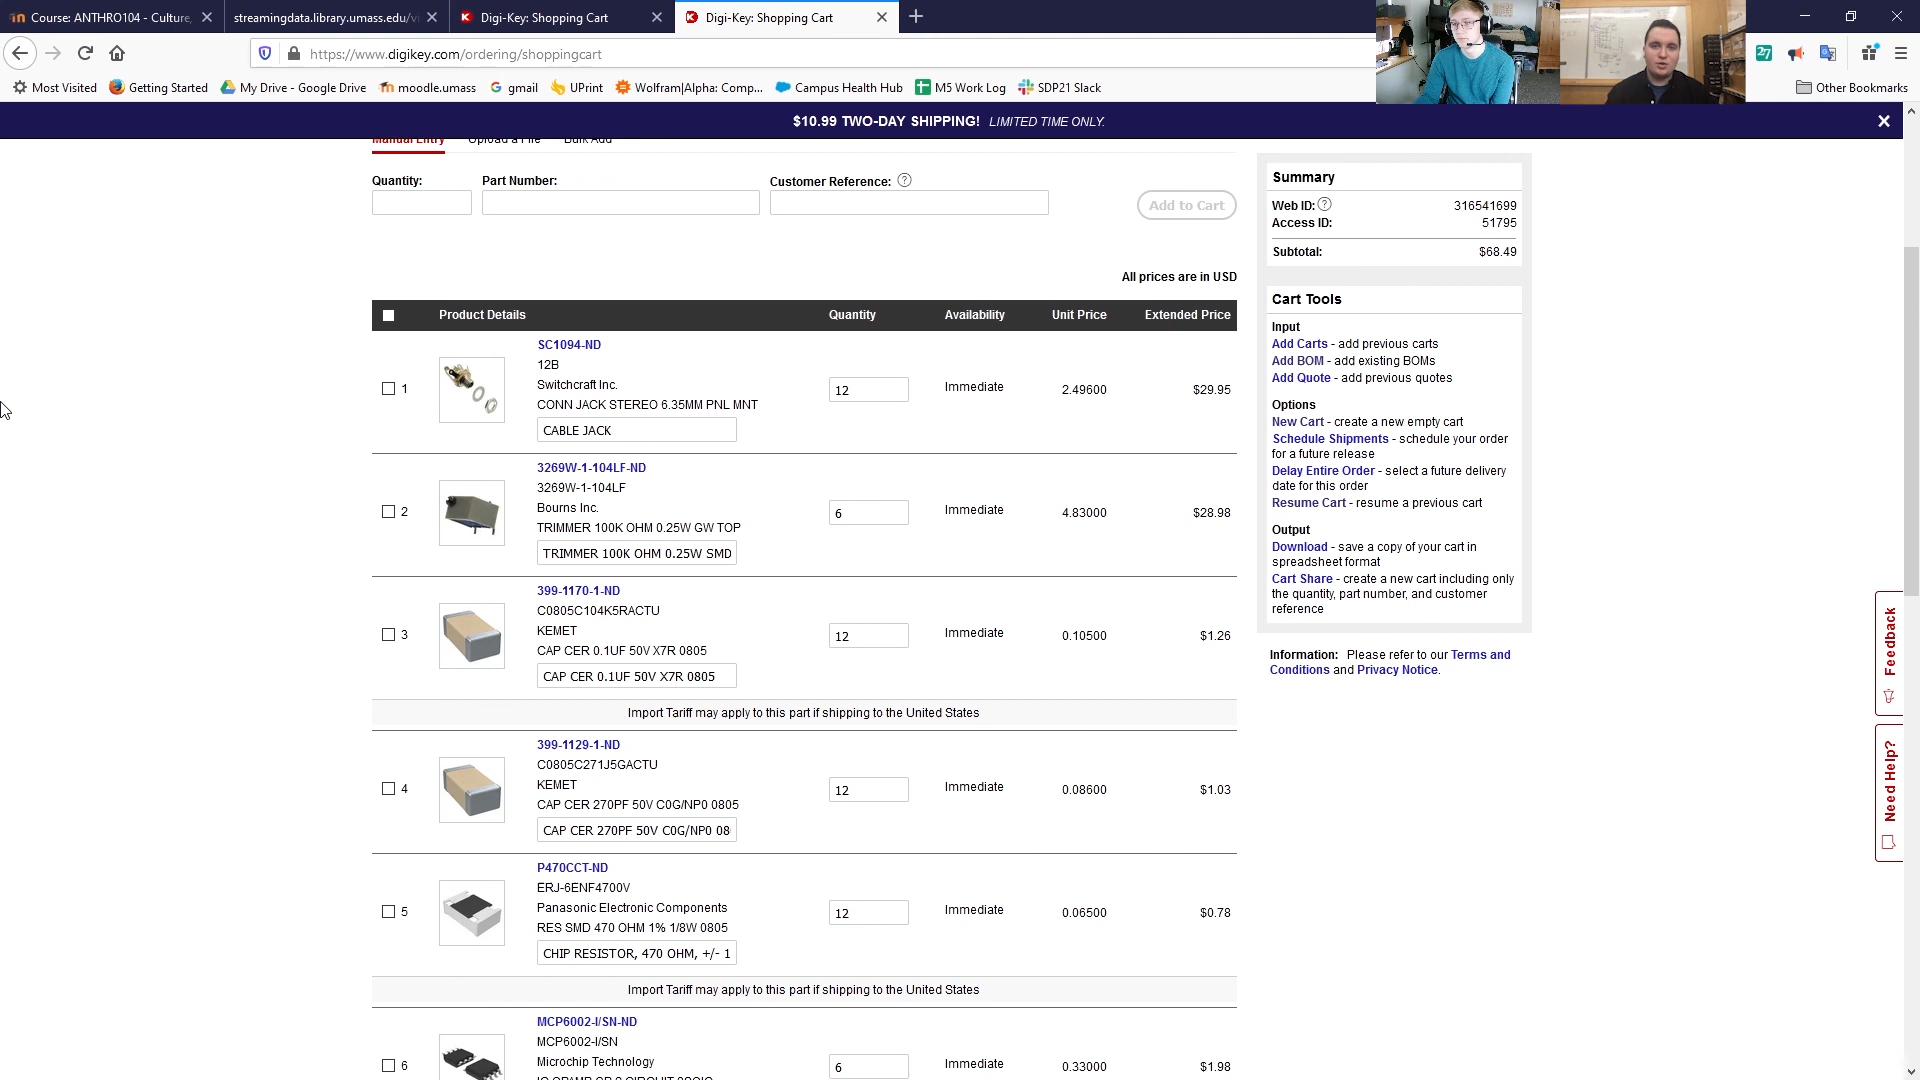 Course: ANTHRO104 - Culture,
streamingdata.library.umass.edu/vi
Digi-Key: Shopping Cart
Digi-Key: Shopping Cart
https://www.digikey.com/ordering/shoppingcart
27
Most Visited
Getting Started
My Drive - Google Drive
moodle.umass
gmail
UPrint
Wolfram|Alpha: Comp...
Campus Health Hub
M5 Work Log
SDP21 Slack
Other Bookmarks
$10.99 TWO-DAY SHIPPING! LIMITED TIME ONLY.
Manual Entry
Upload a File
Bulk Add
Quantity:
Part Number:
Customer Reference:
Add to Cart
All prices are in USD
Product Details
Quantity
Availability
Unit Price
Extended Price
1
SC1094-ND
12B
Switchcraft Inc.
CONN JACK STEREO 6.35MM PNL MNT
CABLE JACK
12
Immediate
2.49600
$29.95
2
3269W-1-104LF-ND
3269W-1-104LF
Bourns Inc.
TRIMMER 100K OHM 0.25W GW TOP
TRIMMER 100K OHM 0.25W SMD
6
Immediate
4.83000
$28.98
3
399-1170-1-ND
C0805C104K5RACTU
KEMET
CAP CER 0.1UF 50V X7R 0805
CAP CER 0.1UF 50V X7R 0805
12
Immediate
0.10500
$1.26
Import Tariff may apply to this part if shipping to the United States
4
399-1129-1-ND
C0805C271J5GACTU
KEMET
CAP CER 270PF 50V C0G/NP0 0805
CAP CER 270PF 50V C0G/NP0 08
12
Immediate
0.08600
$1.03
5
P470CCT-ND
ERJ-6ENF4700V
Panasonic Electronic Components
RES SMD 470 OHM 1% 1/8W 0805
CHIP RESISTOR, 470 OHM, +/- 1
12
Immediate
0.06500
$0.78
Import Tariff may apply to this part if shipping to the United States
6
MCP6002-I/SN-ND
MCP6002-I/SN
Microchip Technology
IC OPAMP GP 2 CIRCUIT 8SOIC
6
Immediate
0.33000
$1.98
Summary
Web ID: 316541699
Access ID: 51795
Subtotal: $68.49
Cart Tools
Input
Add Carts - add previous carts
Add BOM - add existing BOMs
Add Quote - add previous quotes
Options
New Cart - create a new empty cart
Schedule Shipments - schedule your order
for a future release
Delay Entire Order - select a future delivery
date for this order
Resume Cart - resume a previous cart
Output
Download - save a copy of your cart in
spreadsheet format
Cart Share - create a new cart including only
the quantity, part number, and customer
reference
Information: Please refer to our Terms and
Conditions and Privacy Notice.
Feedback
Need Help?